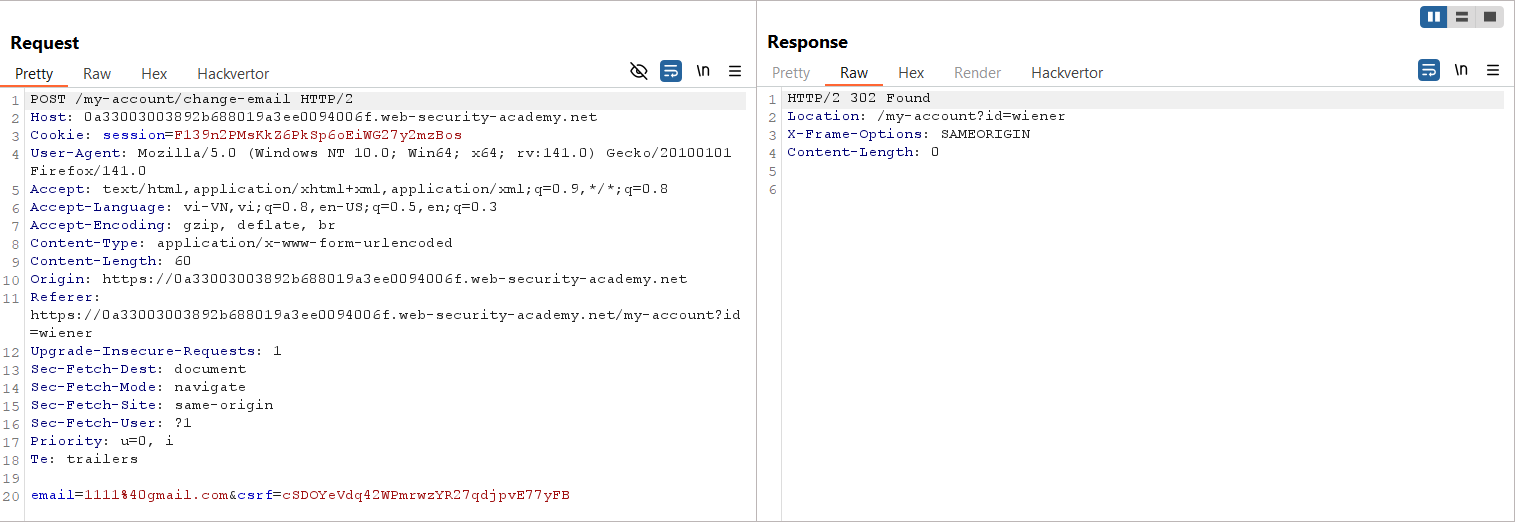 Request
Pretty Raw Hex Hackvertor \n
1 POST /my-account/change-email HTTP/2
2 Host: 0a33003003892b688019a3ee0094006f.web-security-academy.net
3 Cookie: session=F139n2PMsKkZ6PkSp6oEiWG27y2mzBos
4 User-Agent: Mozilla/5.0 (Windows NT 10.0; Win64; x64; rv:141.0) Gecko/20100101
Firefox/141.0
5 Accept: text/html,application/xhtml+xml,application/xml;q=0.9,*/*;q=0.8
6 Accept-Language: vi-VN,vi;q=0.8,en-US;q=0.5,en;q=0.3
7 Accept-Encoding: gzip, deflate, br
8 Content-Type: application/x-www-form-urlencoded
9 Content-Length: 60
10 Origin: https://0a33003003892b688019a3ee0094006f.web-security-academy.net
11 Referer:
https://0a33003003892b688019a3ee0094006f.web-security-academy.net/my-account?id
=wiener
12 Upgrade-Insecure-Requests: 1
13 Sec-Fetch-Dest: document
14 Sec-Fetch-Mode: navigate
15 Sec-Fetch-Site: same-origin
16 Sec-Fetch-User: ?1
17 Priority: u=0, i
18 Te: trailers
19
20 email=1111%40gmail.com&csrf=cSDOYeVdq42WPmrwzYR27qdjpvE77yFB
Response
Pretty Raw Hex Render Hackvertor \n
1 HTTP/2 302 Found
2 Location: /my-account?id=wiener
3 X-Frame-Options: SAMEORIGIN
4 Content-Length: 0
5
6